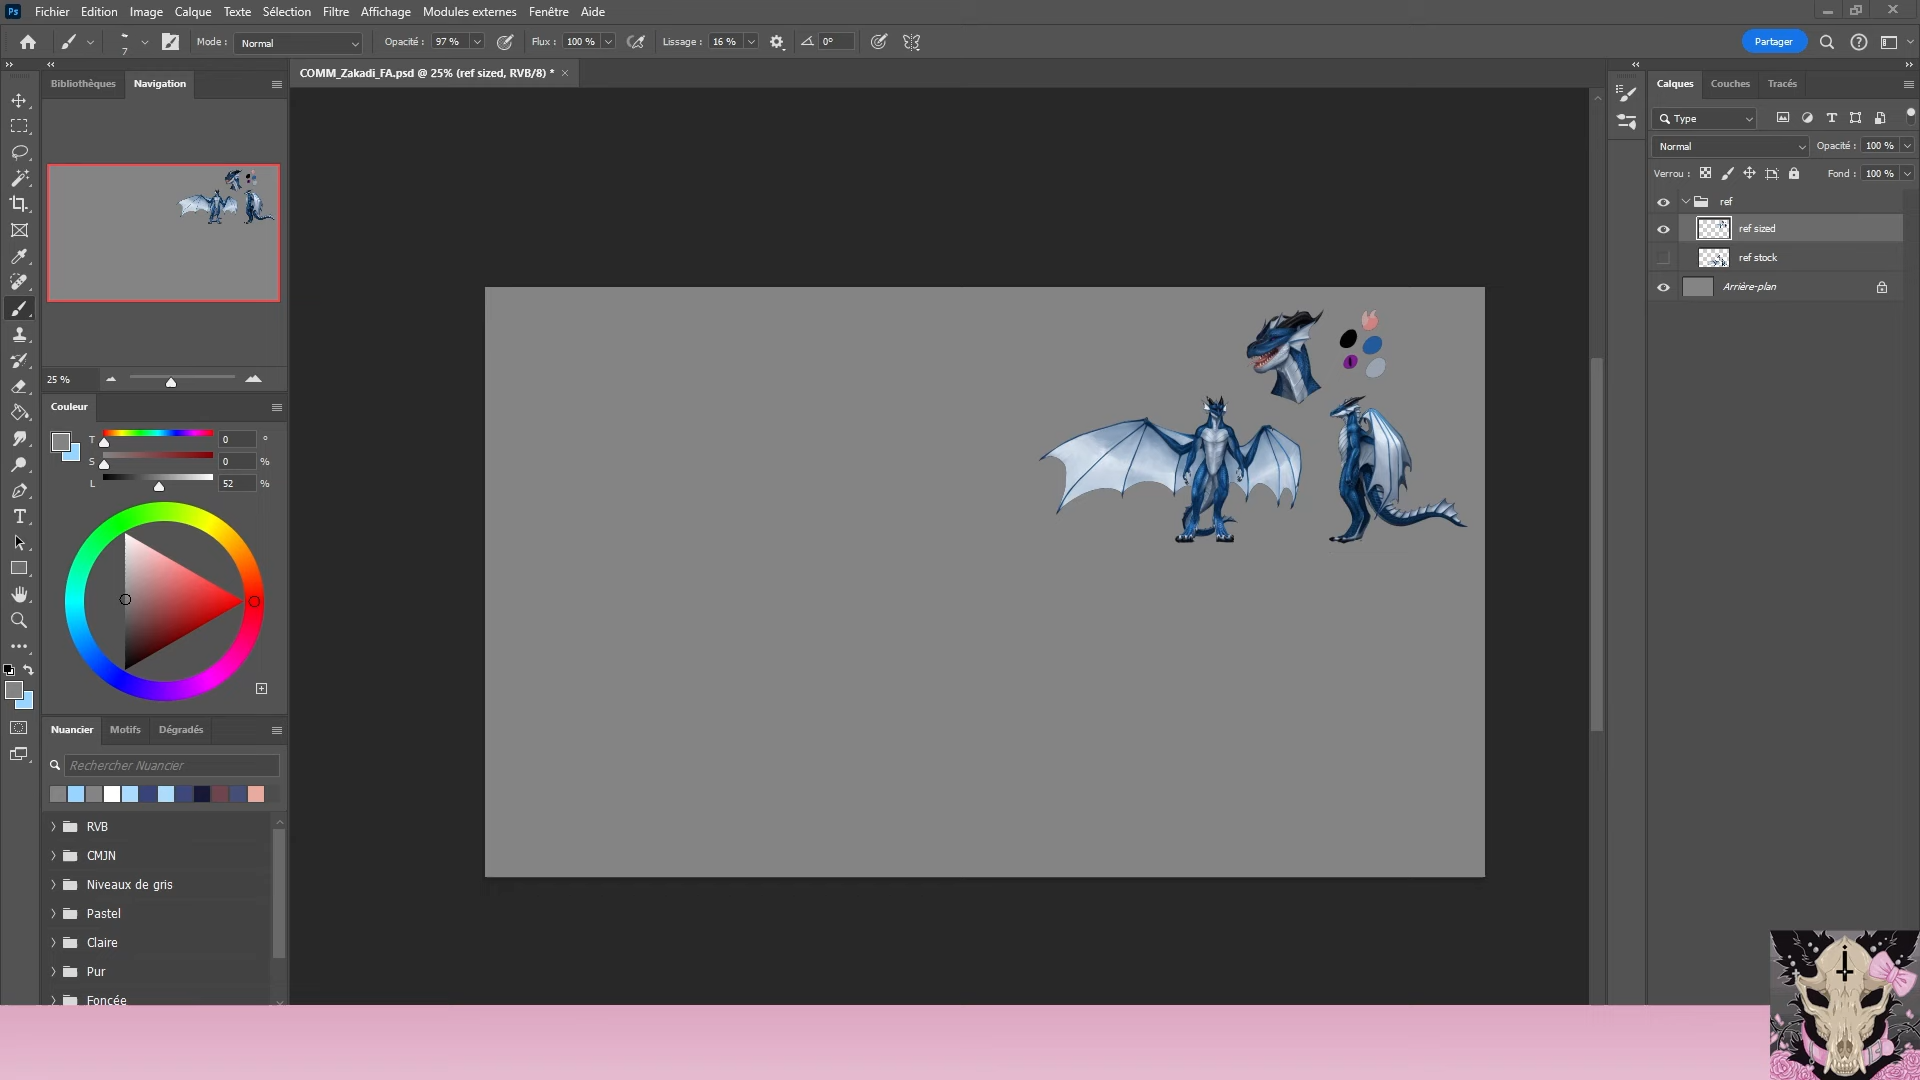 Ps Fichier Edition Image Calque Texte Sélection Filtre Affichage Modules externes Fenêtre Aide
7 Mode : Normal Opacité : 97 % Flux : 100 % Lissage : 16 % 0° Partager
COMM_Zakadi_FA.psd @ 25% (ref sized, RVB/8) * ×
Bibliothèques Navigation
25 %
Couleur
T 0 °
S 0 %
L 52 %
Nuancier Motifs Dégradés
Rechercher Nuancier
RVB
CMJN
Niveaux de gris
Pastel
Claire
Pur
Foncée
Calques Couches Tracés
Type
Normal Opacité : 100 %
Verrou : Fond : 100 %
ref
ref sized
ref stock
Arrière-plan